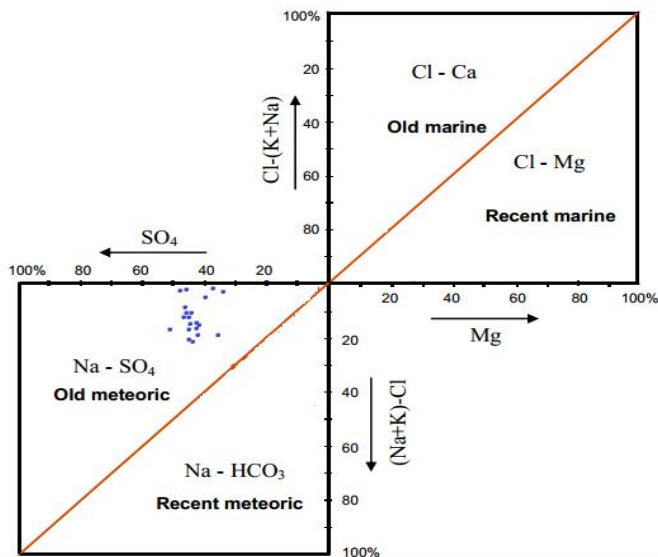 100%
20
40
60
80
Cl-(K+Na)
Cl - Ca
Old marine
Cl - Mg
Recent marine
SO4
100% 80 60 40 20
20 40 60 80 100%
Mg
Na - SO4
Old meteoric
Na - HCO3
Recent meteoric
20
40
60
80
100%
(Na+K)-Cl